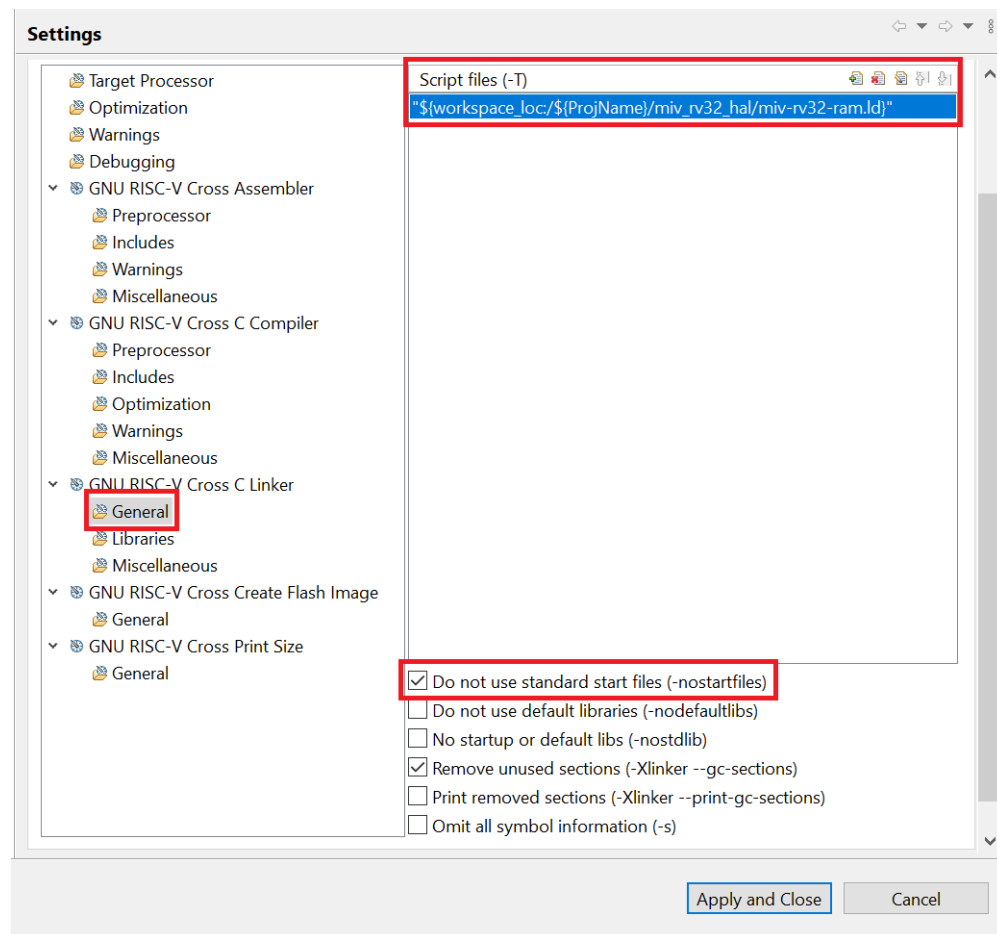 Settings
Target Processor
Optimization
Warnings
Debugging
GNU RISC-V Cross Assembler
Preprocessor
Includes
Warnings
Miscellaneous
GNU RISC-V Cross C Compiler
Preprocessor
Includes
Optimization
Warnings
Miscellaneous
GNU RISC-V Cross C Linker
General
Libraries
Miscellaneous
GNU RISC-V Cross Create Flash Image
General
GNU RISC-V Cross Print Size
General
Script files (-T)
"${workspace_loc:/${ProjName}/miv_rv32_hal/miv-rv32-ram.ld}"
Do not use standard start files (-nostartfiles)
Do not use default libraries (-nodefaultlibs)
No startup or default libs (-nostdlib)
Remove unused sections (-Xlinker --gc-sections)
Print removed sections (-Xlinker --print-gc-sections)
Omit all symbol information (-s)
Apply and Close
Cancel